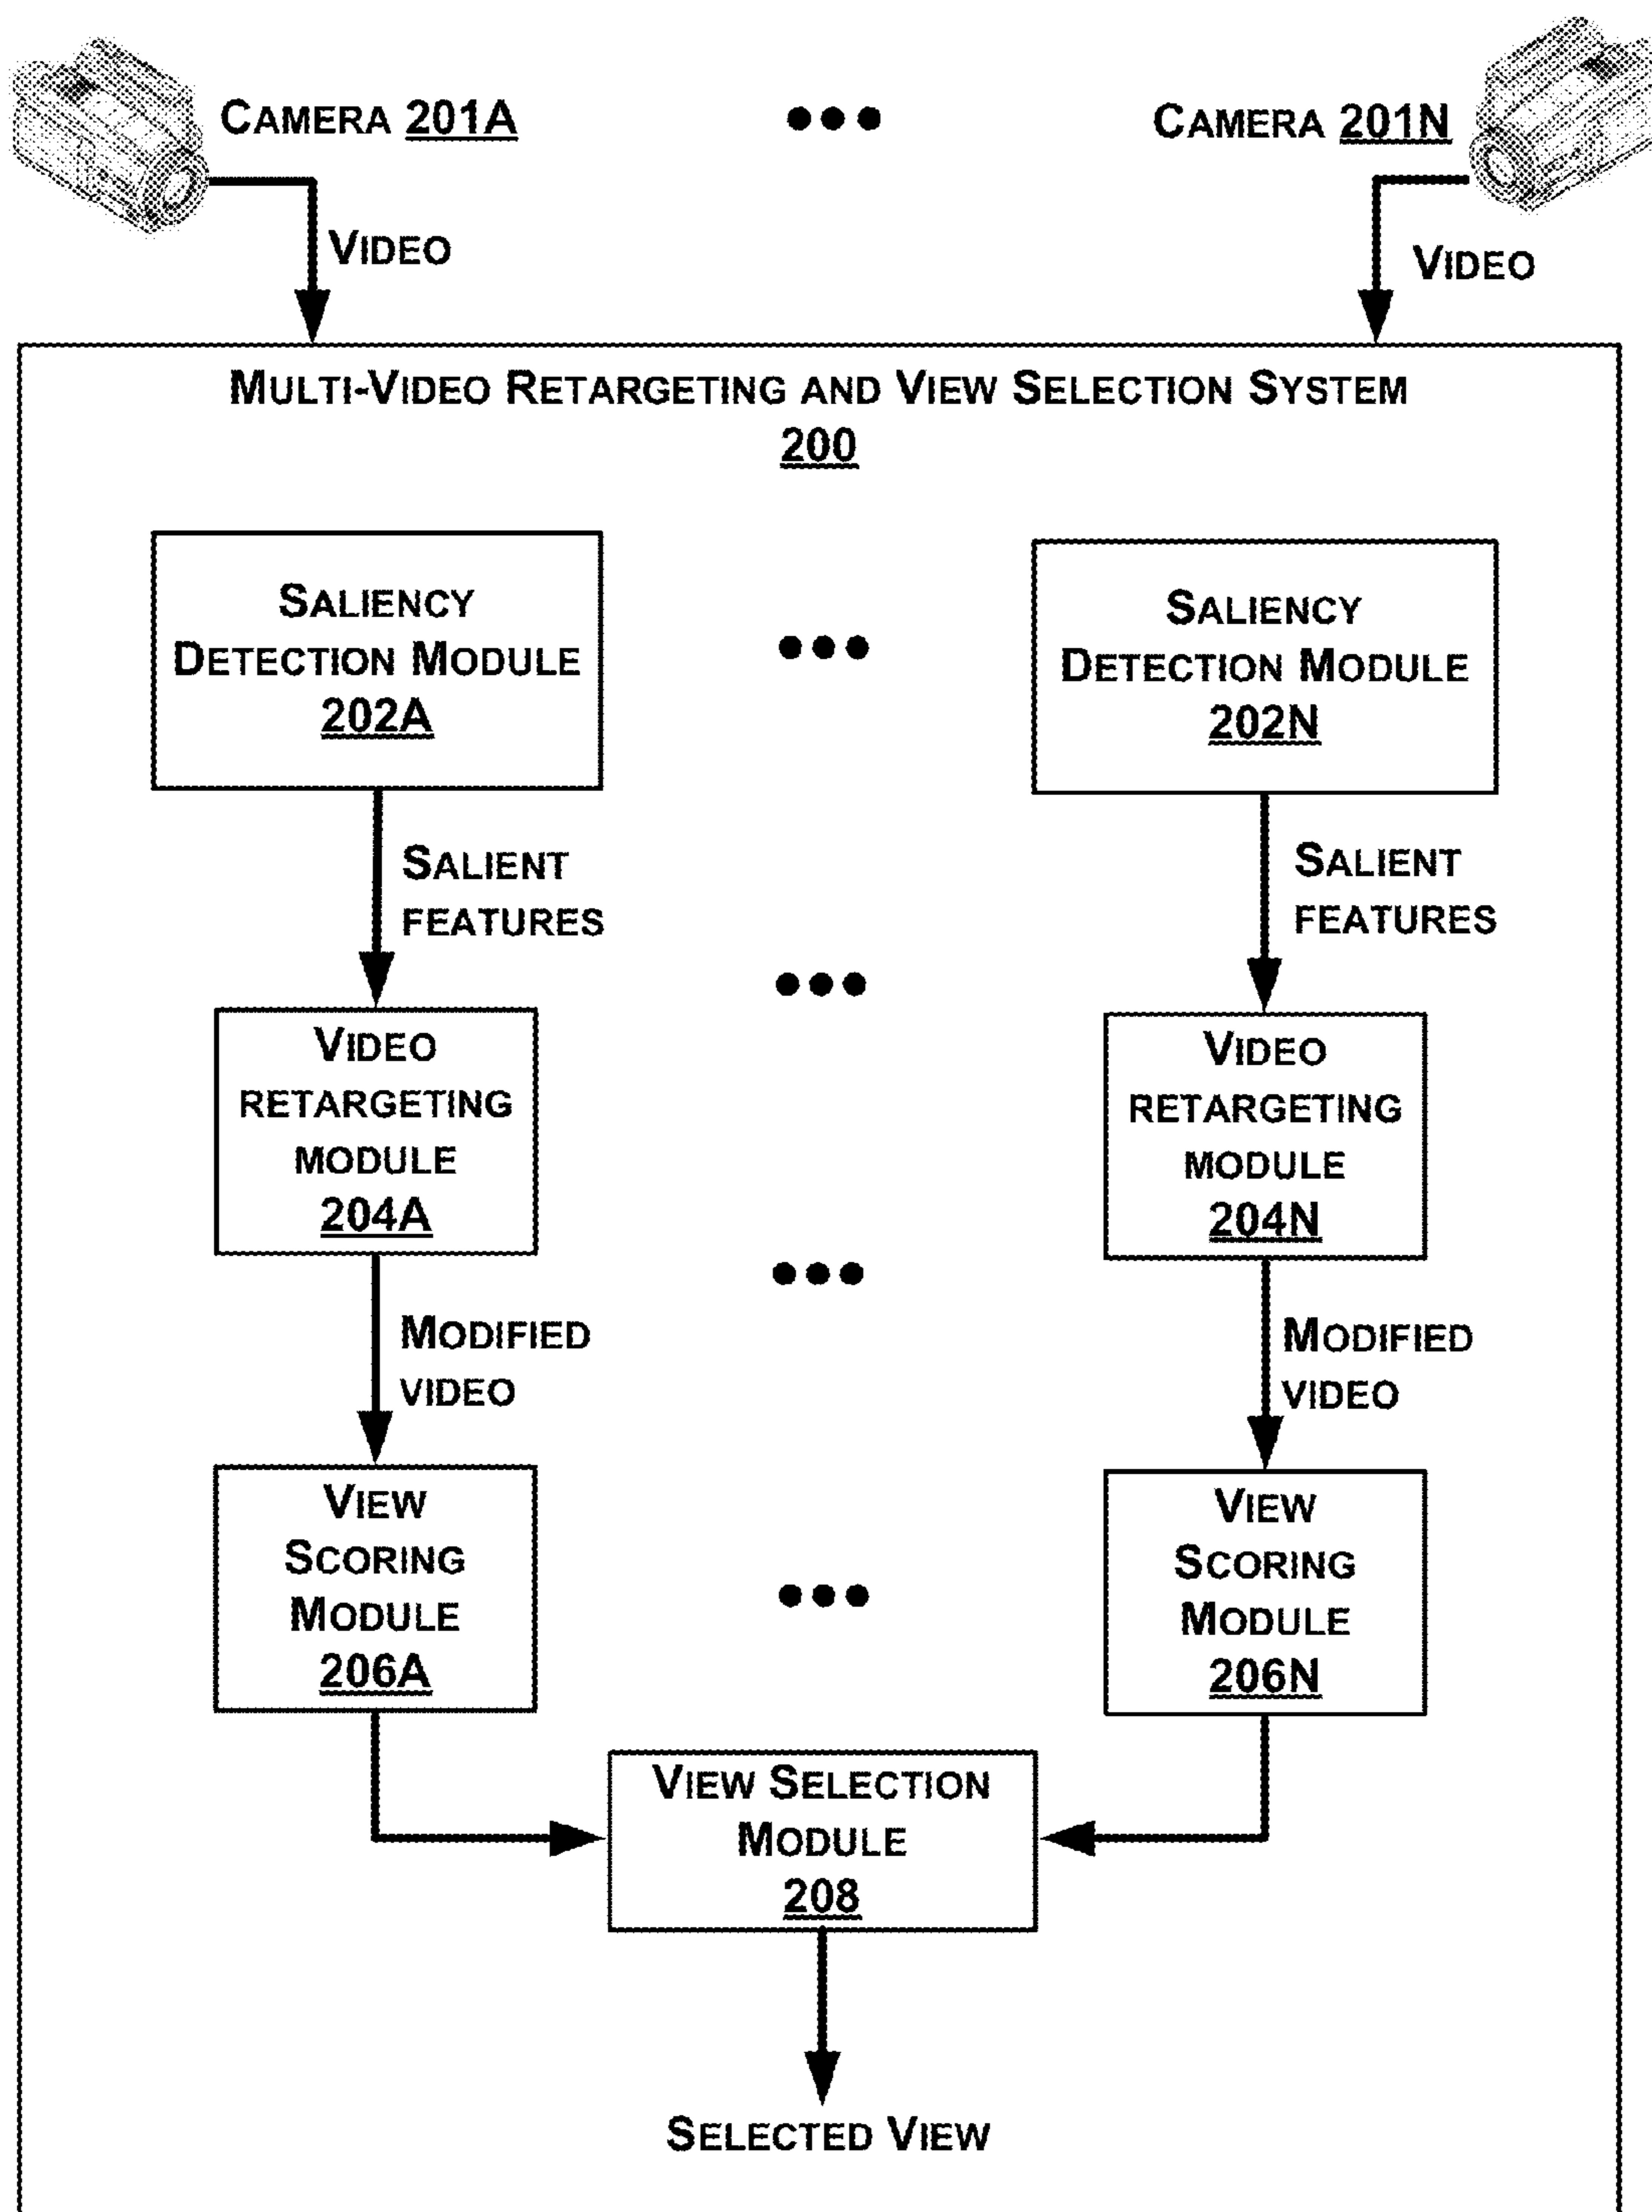 CAMERA 201A
CAMERA 201N
VIDEO
VIDEO
MULTI-VIDEO RETARGETING AND VIEW SELECTION SYSTEM
200
SALIENCY
DETECTION MODULE
202A
SALIENCY
DETECTION MODULE
202N
SALIENT
FEATURES
SALIENT
FEATURES
VIDEO
RETARGETING
MODULE
204A
VIDEO
RETARGETING
MODULE
204N
MODIFIED
VIDEO
MODIFIED
VIDEO
VIEW
SCORING
MODULE
206A
VIEW
SCORING
MODULE
206N
VIEW SELECTION
MODULE
208
SELECTED VIEW